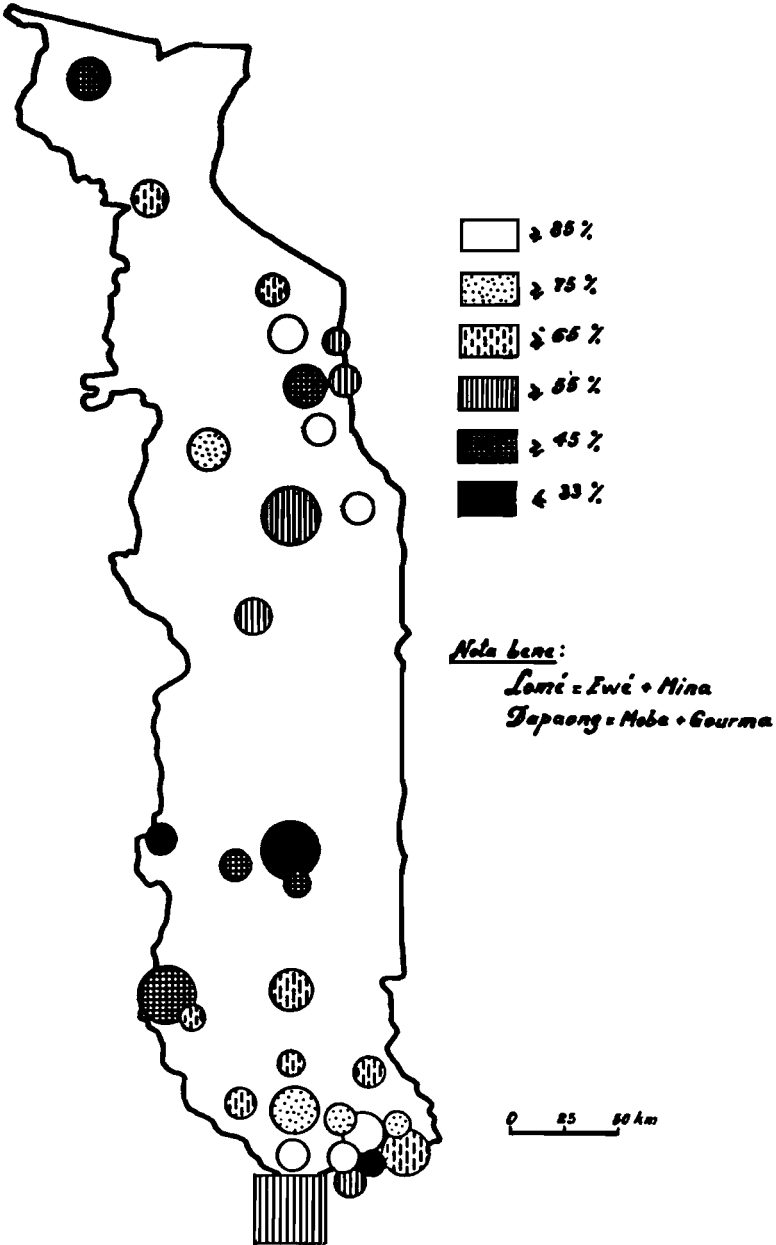 ≥ 85 %
≥ 75 %
≥ 65 %
≥ 55 %
≥ 45 %
< 33 %
Nota bene:
Lomé = Ewé + Mina
Dapaong = Moba + Gourma
0 25 50 km